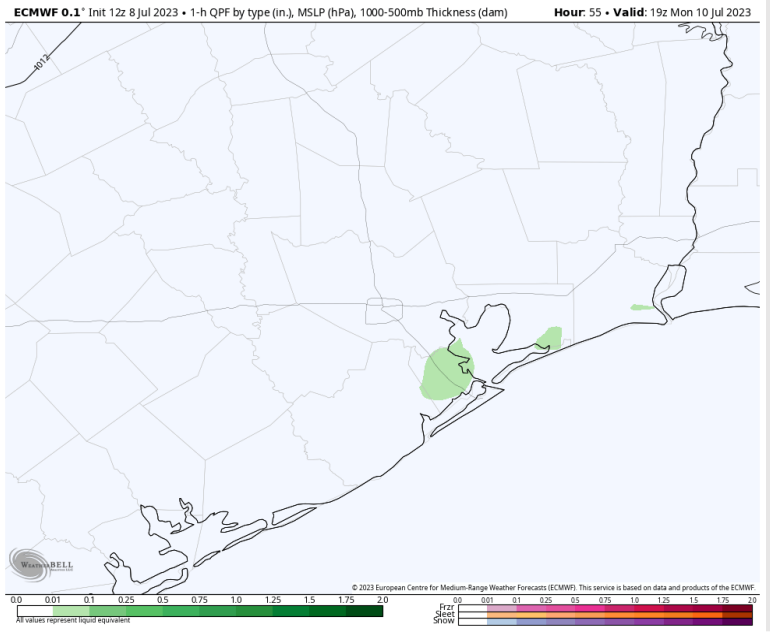 ECMWF 0.1° Init 12z 8 Jul 2023 • 1-h QPF by type (in.), MSLP (hPa), 1000-500mb Thickness (dam) Hour: 55 • Valid: 19z Mon 10 Jul 2023
1012
WEATHERBELL
© 2023 European Centre for Medium-Range Weather Forecasts (ECMWF). This service is based on data and products of the ECMWF.
0.0 0.01 0.1 0.25 0.5 0.75 1.0 1.25 1.5 1.75 2.0
All values represent liquid equivalent
0.0 0.01 0.1 0.25 0.5 0.75 1.0 1.25 1.5 1.75 2.0
Frzr
Sleet
Snow